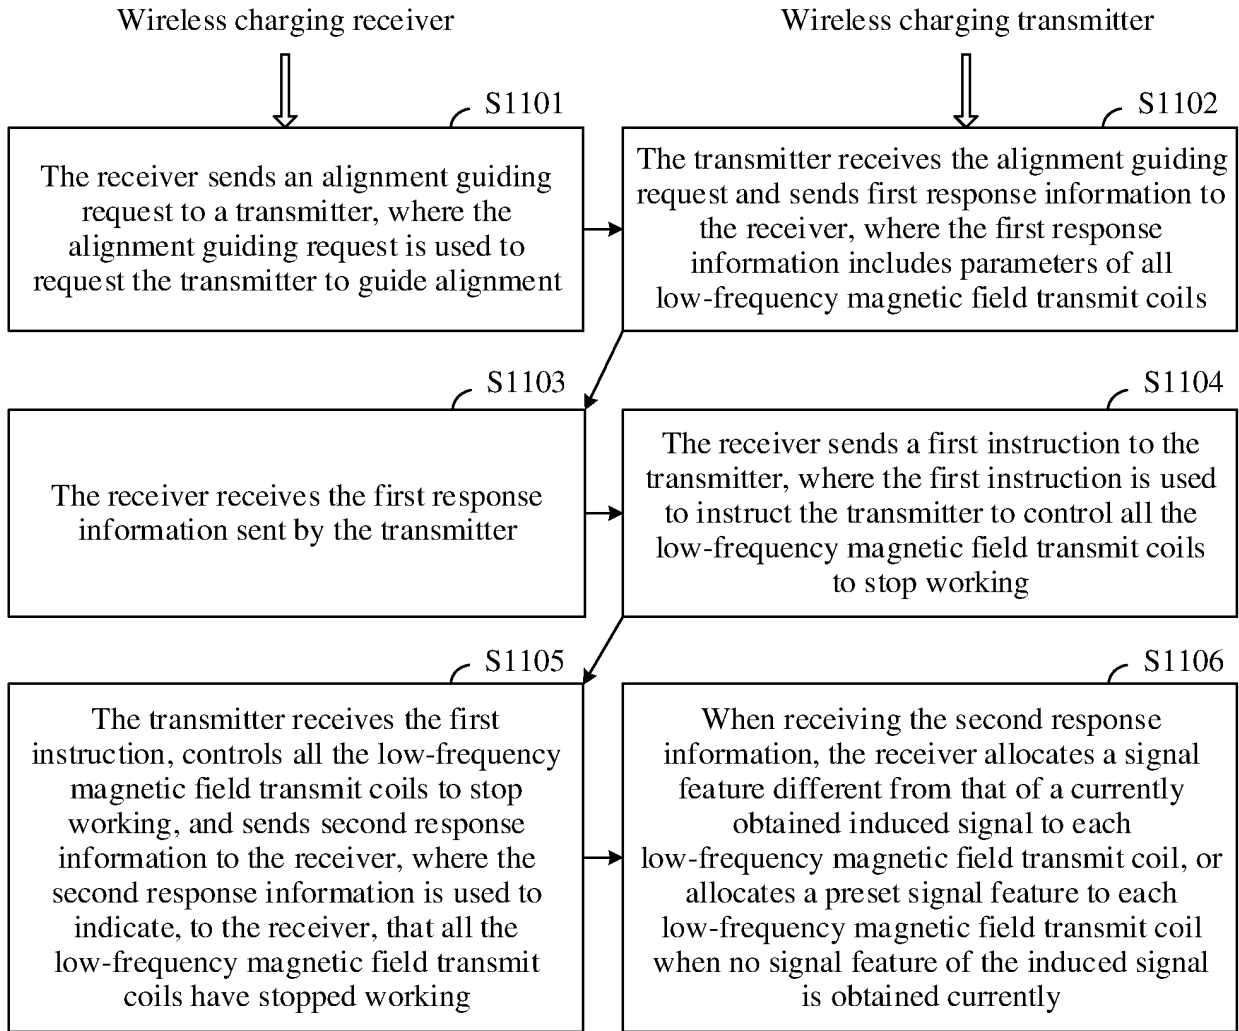 Wireless charging receiver
Wireless charging transmitter
S1101
The receiver sends an alignment guiding
request to a transmitter, where the
alignment guiding request is used to
request the transmitter to guide alignment
S1102
The transmitter receives the alignment guiding
request and sends first response information to
the receiver, where the first response
information includes parameters of all
low-frequency magnetic field transmit coils
S1103
The receiver receives the first response
information sent by the transmitter
S1104
The receiver sends a first instruction to the
transmitter, where the first instruction is used
to instruct the transmitter to control all the
low-frequency magnetic field transmit coils
to stop working
S1105
The transmitter receives the first
instruction, controls all the low-frequency
magnetic field transmit coils to stop
working, and sends second response
information to the receiver, where the
second response information is used to
indicate, to the receiver, that all the
low-frequency magnetic field transmit
coils have stopped working
S1106
When receiving the second response
information, the receiver allocates a signal
feature different from that of a currently
obtained induced signal to each
low-frequency magnetic field transmit coil, or
allocates a preset signal feature to each
low-frequency magnetic field transmit coil
when no signal feature of the induced signal
is obtained currently